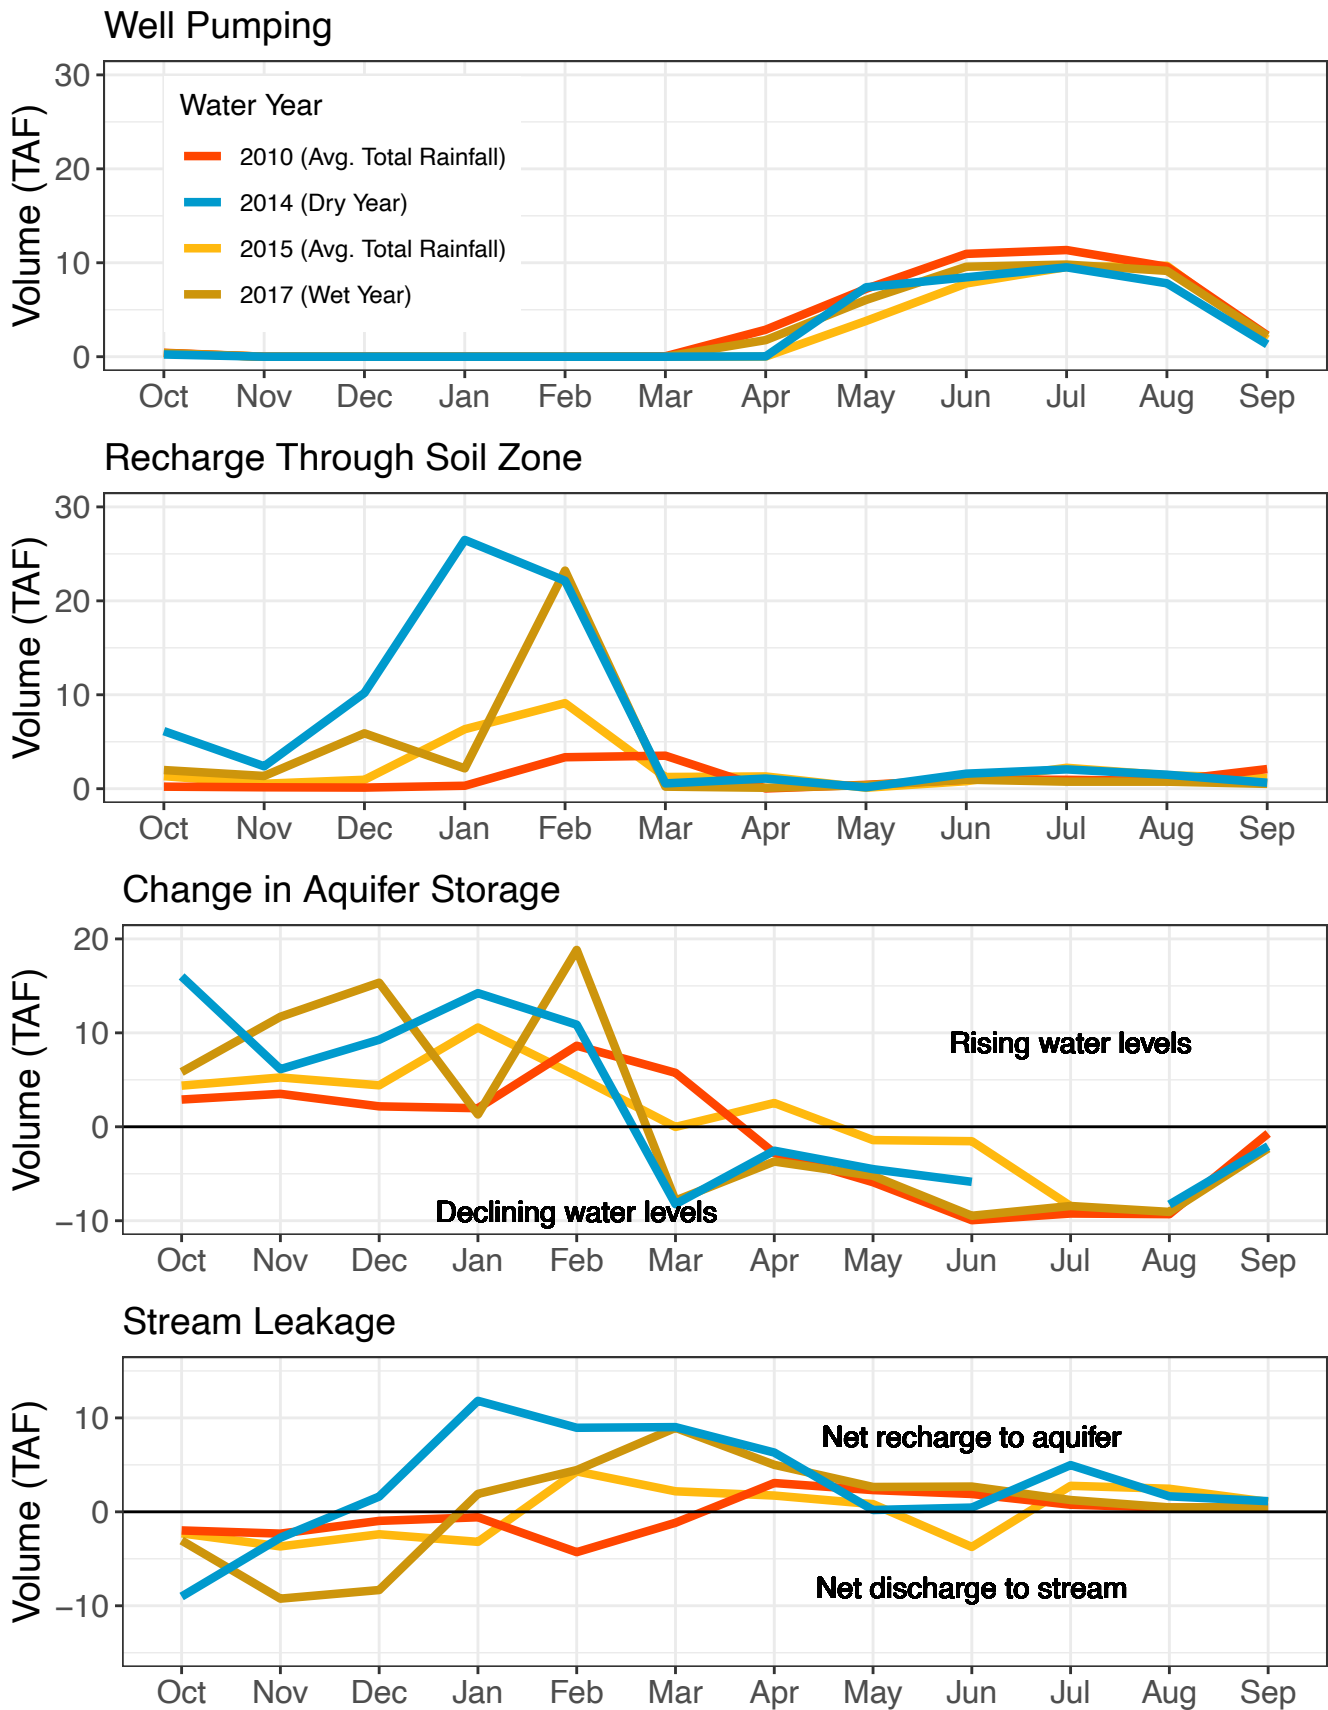 Well Pumping
Volume (TAF)
30
20
10
0
Water Year
2010 (Avg. Total Rainfall)
2014 (Dry Year)
2015 (Avg. Total Rainfall)
2017 (Wet Year)
Oct Nov Dec Jan Feb Mar Apr May Jun Jul Aug Sep
Recharge Through Soil Zone
Volume (TAF)
30
20
10
0
Oct Nov Dec Jan Feb Mar Apr May Jun Jul Aug Sep
Change in Aquifer Storage
Volume (TAF)
20
10
0
−10
Rising water levels
Declining water levels
Oct Nov Dec Jan Feb Mar Apr May Jun Jul Aug Sep
Stream Leakage
Volume (TAF)
10
0
−10
Net recharge to aquifer
Net discharge to stream
Oct Nov Dec Jan Feb Mar Apr May Jun Jul Aug Sep